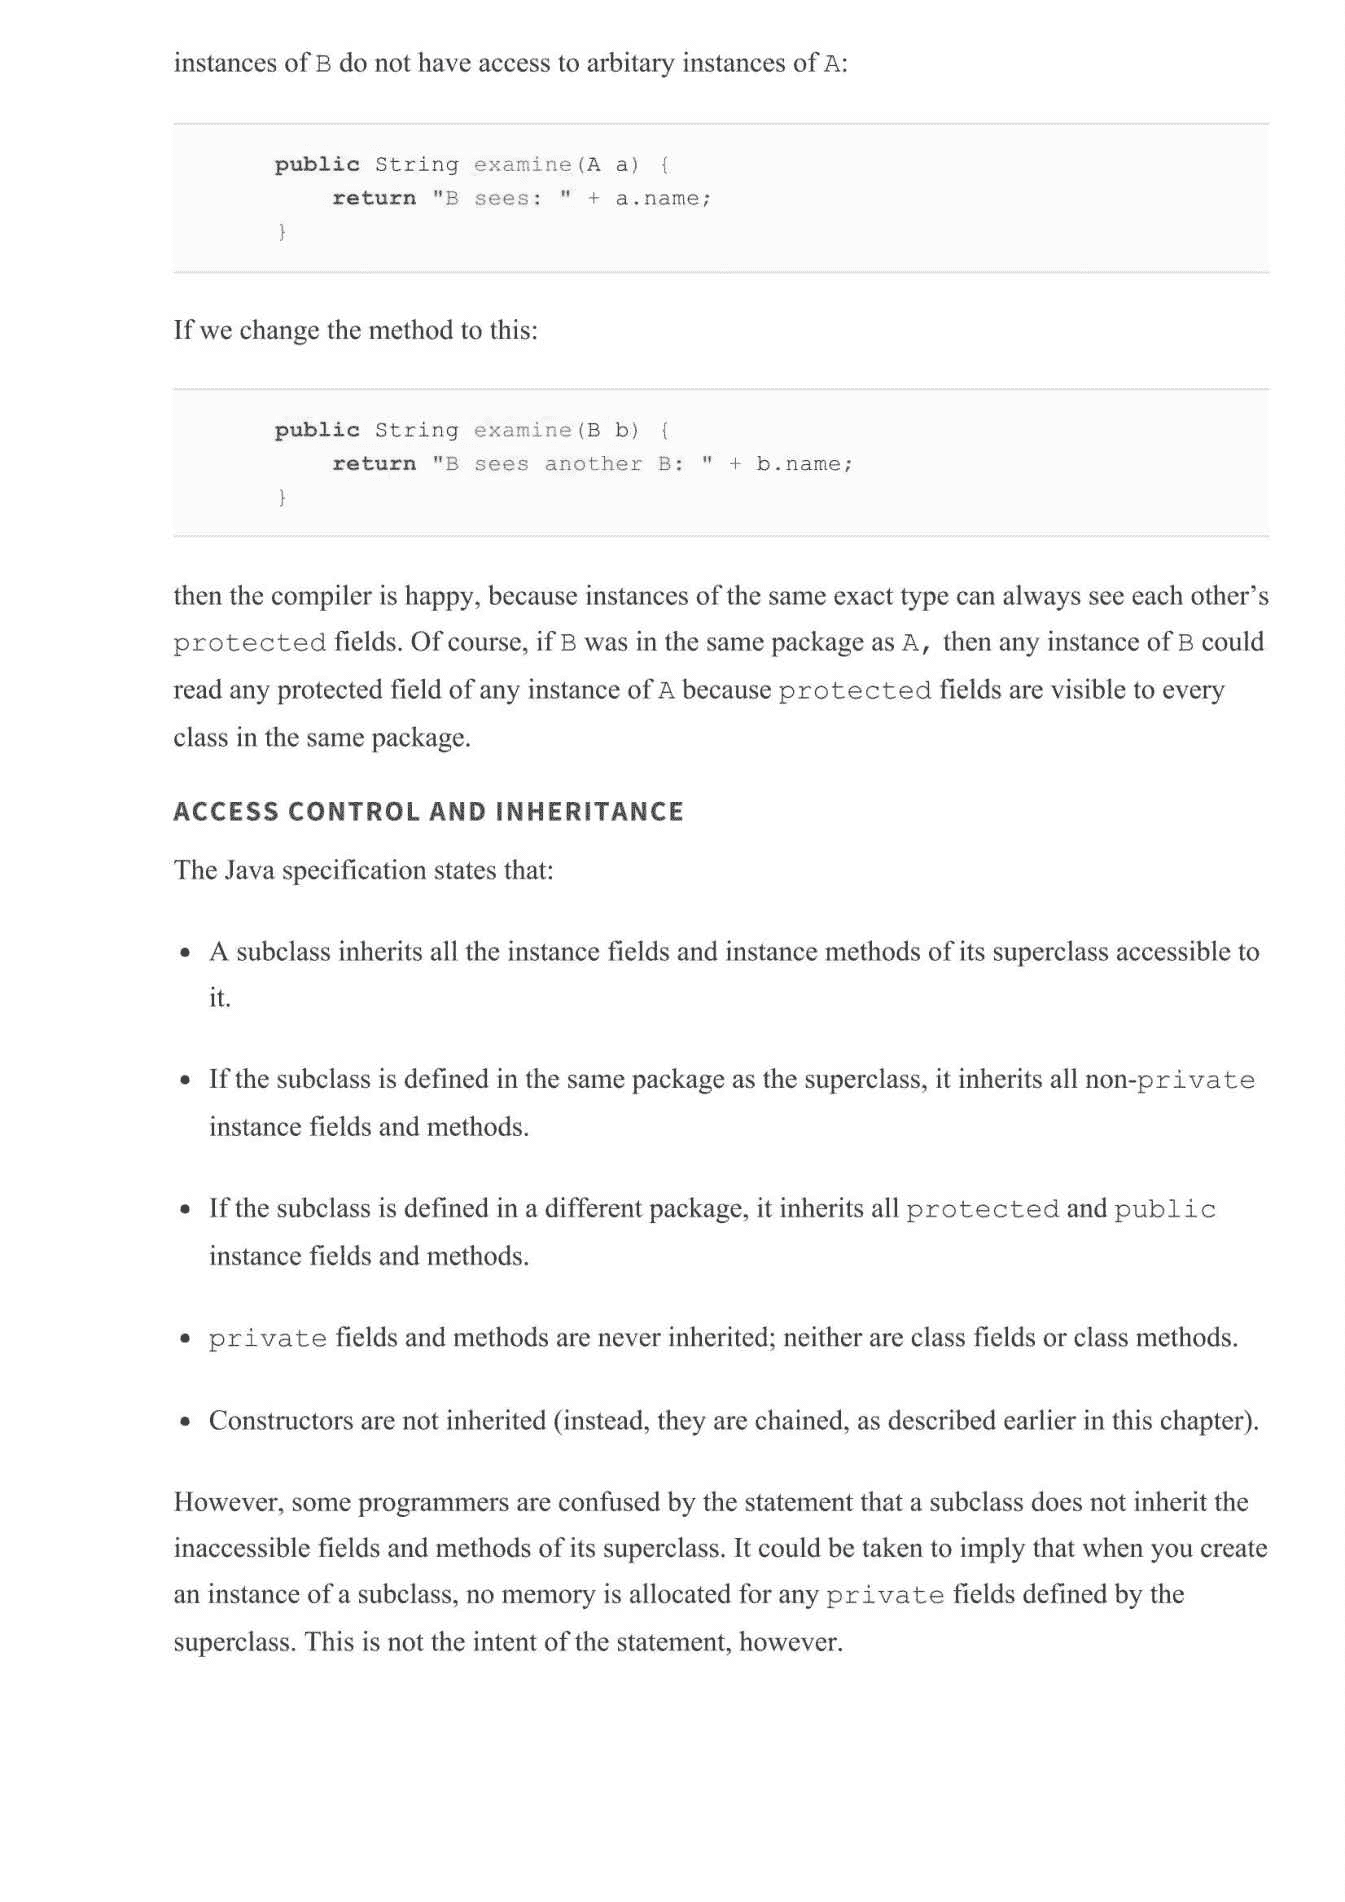 instances of B do not have access to arbitary instances of A:
public String examine(A a) {
return "B sees: " + a.name;
}
If we change the method to this:
public String examine(B b) {
return "B sees another B: " + b.name;
}
then the compiler is happy, because instances of the same exact type can always see each other’s
protected fields. Of course, if B was in the same package as A, then any instance of B could
read any protected field of any instance of A because protected fields are visible to every
class in the same package.
ACCESS CONTROL AND INHERITANCE
The Java specification states that:
• A subclass inherits all the instance fields and instance methods of its superclass accessible to
it.
• If the subclass is defined in the same package as the superclass, it inherits all non-private
instance fields and methods.
• If the subclass is defined in a different package, it inherits all protected and public
instance fields and methods.
• private fields and methods are never inherited; neither are class fields or class methods.
• Constructors are not inherited (instead, they are chained, as described earlier in this chapter).
However, some programmers are confused by the statement that a subclass does not inherit the
inaccessible fields and methods of its superclass. It could be taken to imply that when you create
an instance of a subclass, no memory is allocated for any private fields defined by the
superclass. This is not the intent of the statement, however.